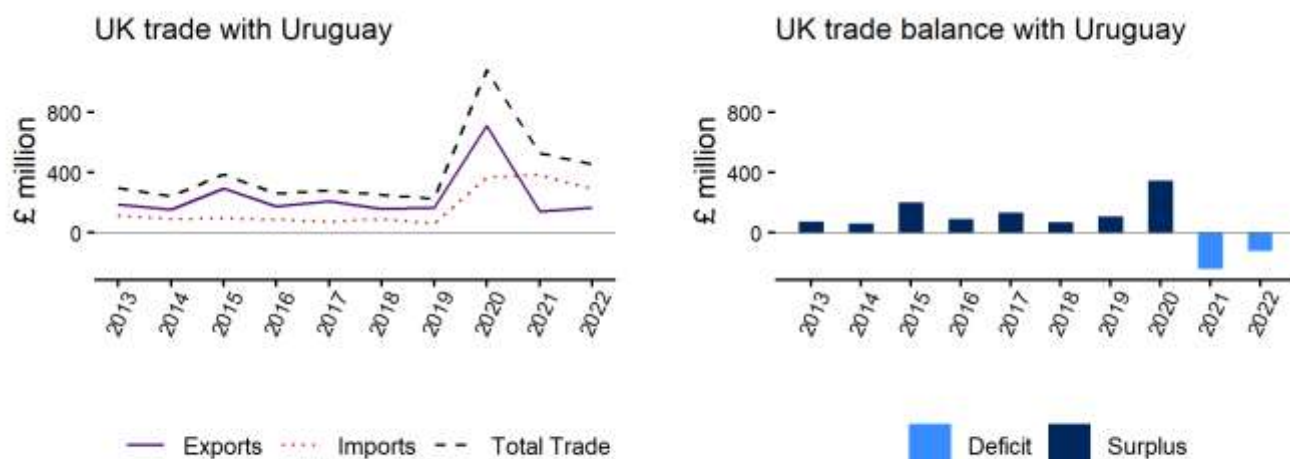 UK trade with Uruguay
£ million
800
400
0
2013
2014
2015
2016
2017
2018
2019
2020
2021
2022
Exports
Imports
Total Trade
UK trade balance with Uruguay
£ million
800
400
0
2013
2014
2015
2016
2017
2018
2019
2020
2021
2022
Deficit
Surplus